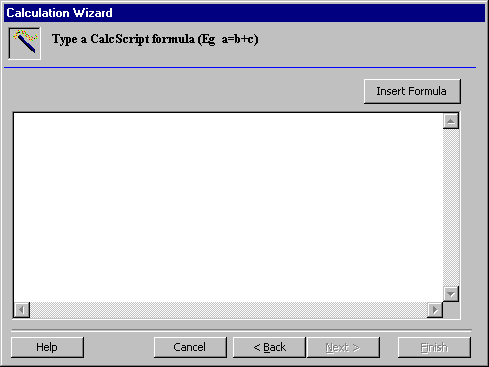 Calculation Wizard
Type a CalcScript formula (Eg a=b+c)
Insert Formula
Help
Cancel
< Back
Next >
Finish